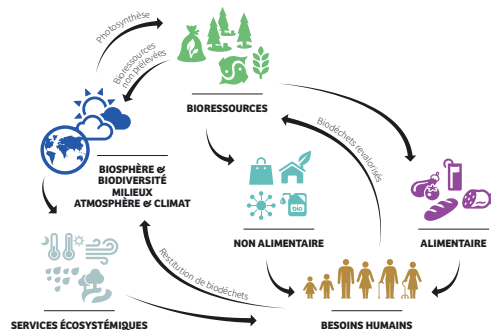 Photosynthèse
Bioressources
non prélevées
BIORESSOURCES
Biodéchets revalorisés
BIOSPHÈRE &
BIODIVERSITÉ
MILIEUX
ATMOSPHÈRE & CLIMAT
bio
NON ALIMENTAIRE
ALIMENTAIRE
Restitution de biodéchets
SERVICES ÉCOSYSTÉMIQUES
BESOINS HUMAINS